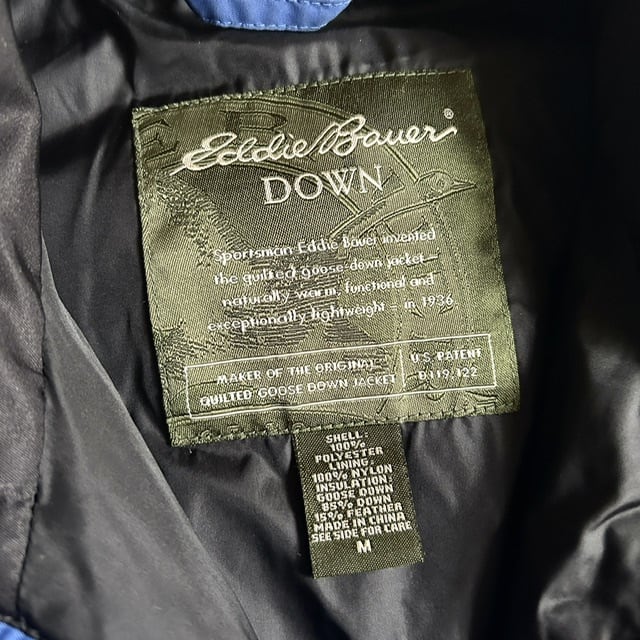 Eddie Bauer®
DOWN
Sportsman Eddie Bauer invented
the quilted goose down jacket -
naturally warm, functional and
exceptionally lightweight - in 1936
MAKER OF THE ORIGINAL
QUILTED GOOSE DOWN JACKET
U.S. PATENT
D119,122
SHELL:
100%
POLYESTER
LINING:
100% NYLON
INSULATION:
GOOSE DOWN
85% DOWN
FEATHER
MADE IN CHINA
SEE SIDE FOR CARE
M